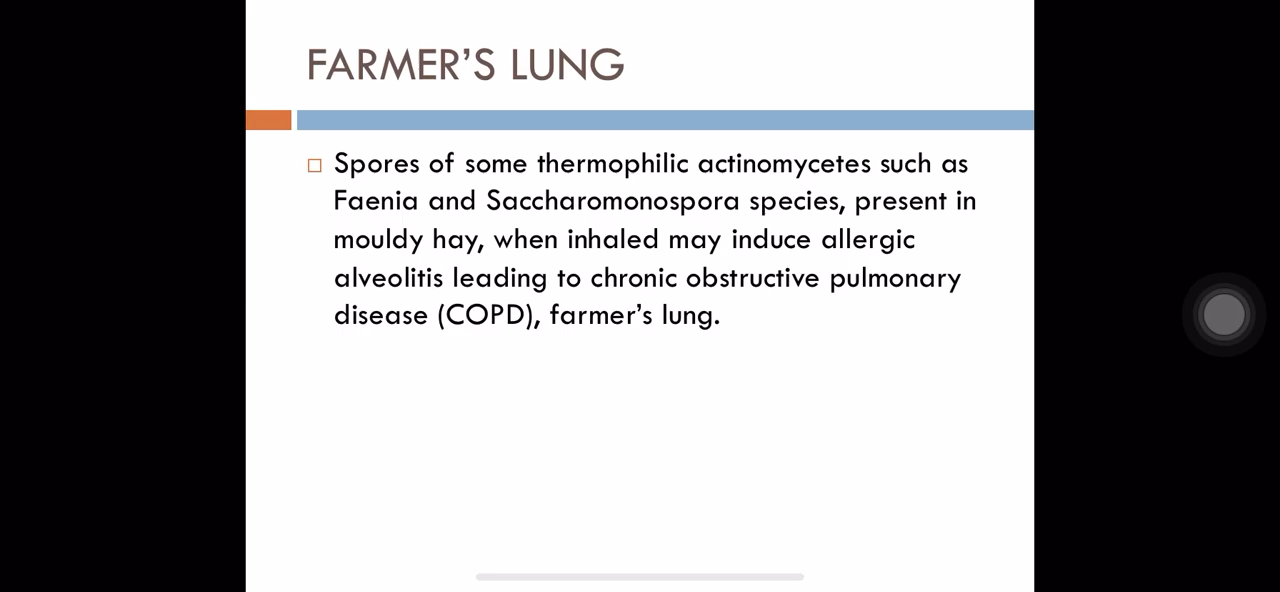 FARMER’S LUNG
Spores of some thermophilic actinomycetes such as
Faenia and Saccharomonospora species, present in
mouldy hay, when inhaled may induce allergic
alveolitis leading to chronic obstructive pulmonary
disease (COPD), farmer’s lung.